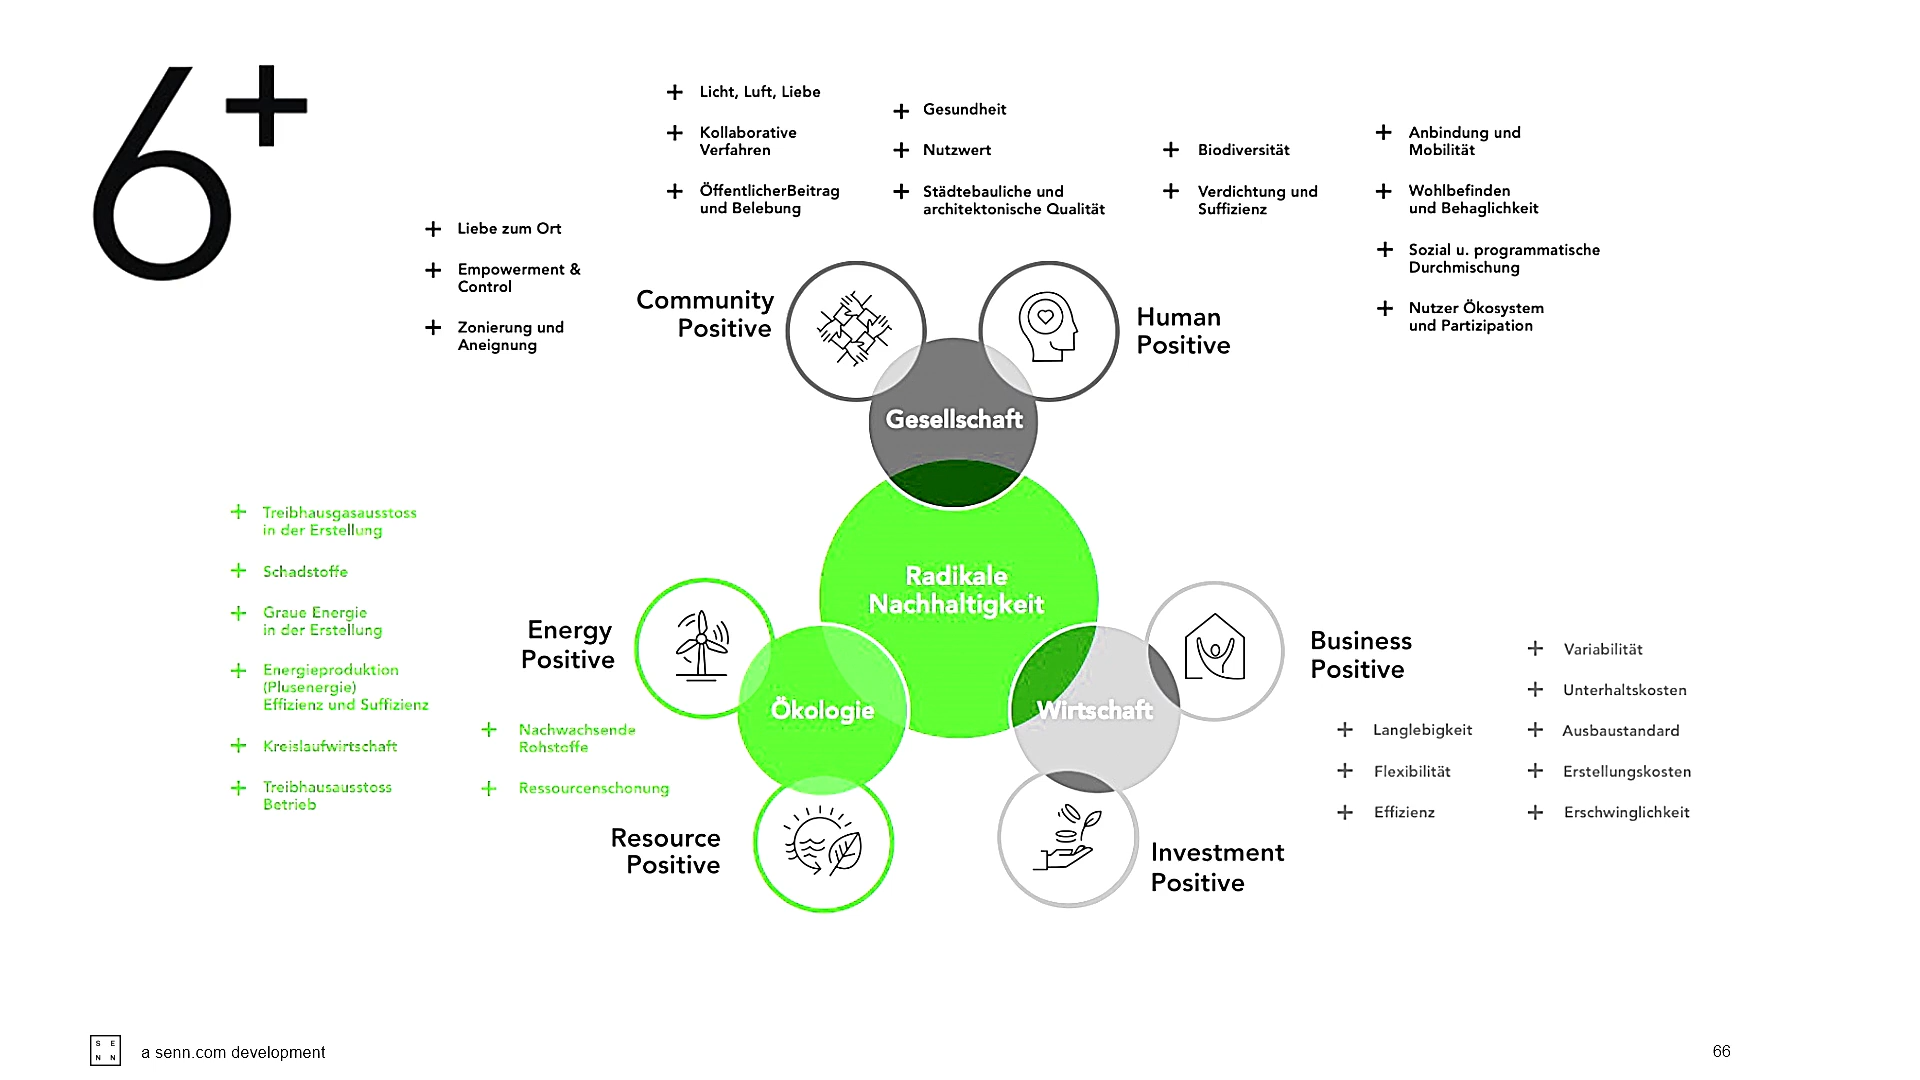 6+
+ Licht, Luft, Liebe
+ Kollaborative
Verfahren
+ ÖffentlicherBeitrag
und Belebung
+ Gesundheit
+ Nutzwert
+ Städtebauliche und
architektonische Qualität
+ Biodiversität
+ Verdichtung und
Suffizienz
+ Anbindung und
Mobilität
+ Wohlbefinden
und Behaglichkeit
+ Sozial u. programmatische
Durchmischung
+ Nutzer Ökosystem
und Partizipation
+ Liebe zum Ort
+ Empowerment &
Control
+ Zonierung und
Aneignung
Community
Positive
Human
Positive
Gesellschaft
Radikale
Nachhaltigkeit
+ Treibhausgasausstoss
in der Erstellung
+ Schadstoffe
+ Graue Energie
in der Erstellung
+ Energieproduktion
(Plusenergie)
Effizienz und Suffizienz
+ Kreislaufwirtschaft
+ Treibhausausstoss
Betrieb
+ Nachwachsende
Rohstoffe
+ Ressourcenschonung
Energy
Positive
Ökologie
Resource
Positive
Wirtschaft
Business
Positive
Investment
Positive
+ Langlebigkeit
+ Flexibilität
+ Effizienz
+ Variabilität
+ Unterhaltskosten
+ Ausbaustandard
+ Erstellungskosten
+ Erschwinglichkeit
S E
N N
a senn.com development
66